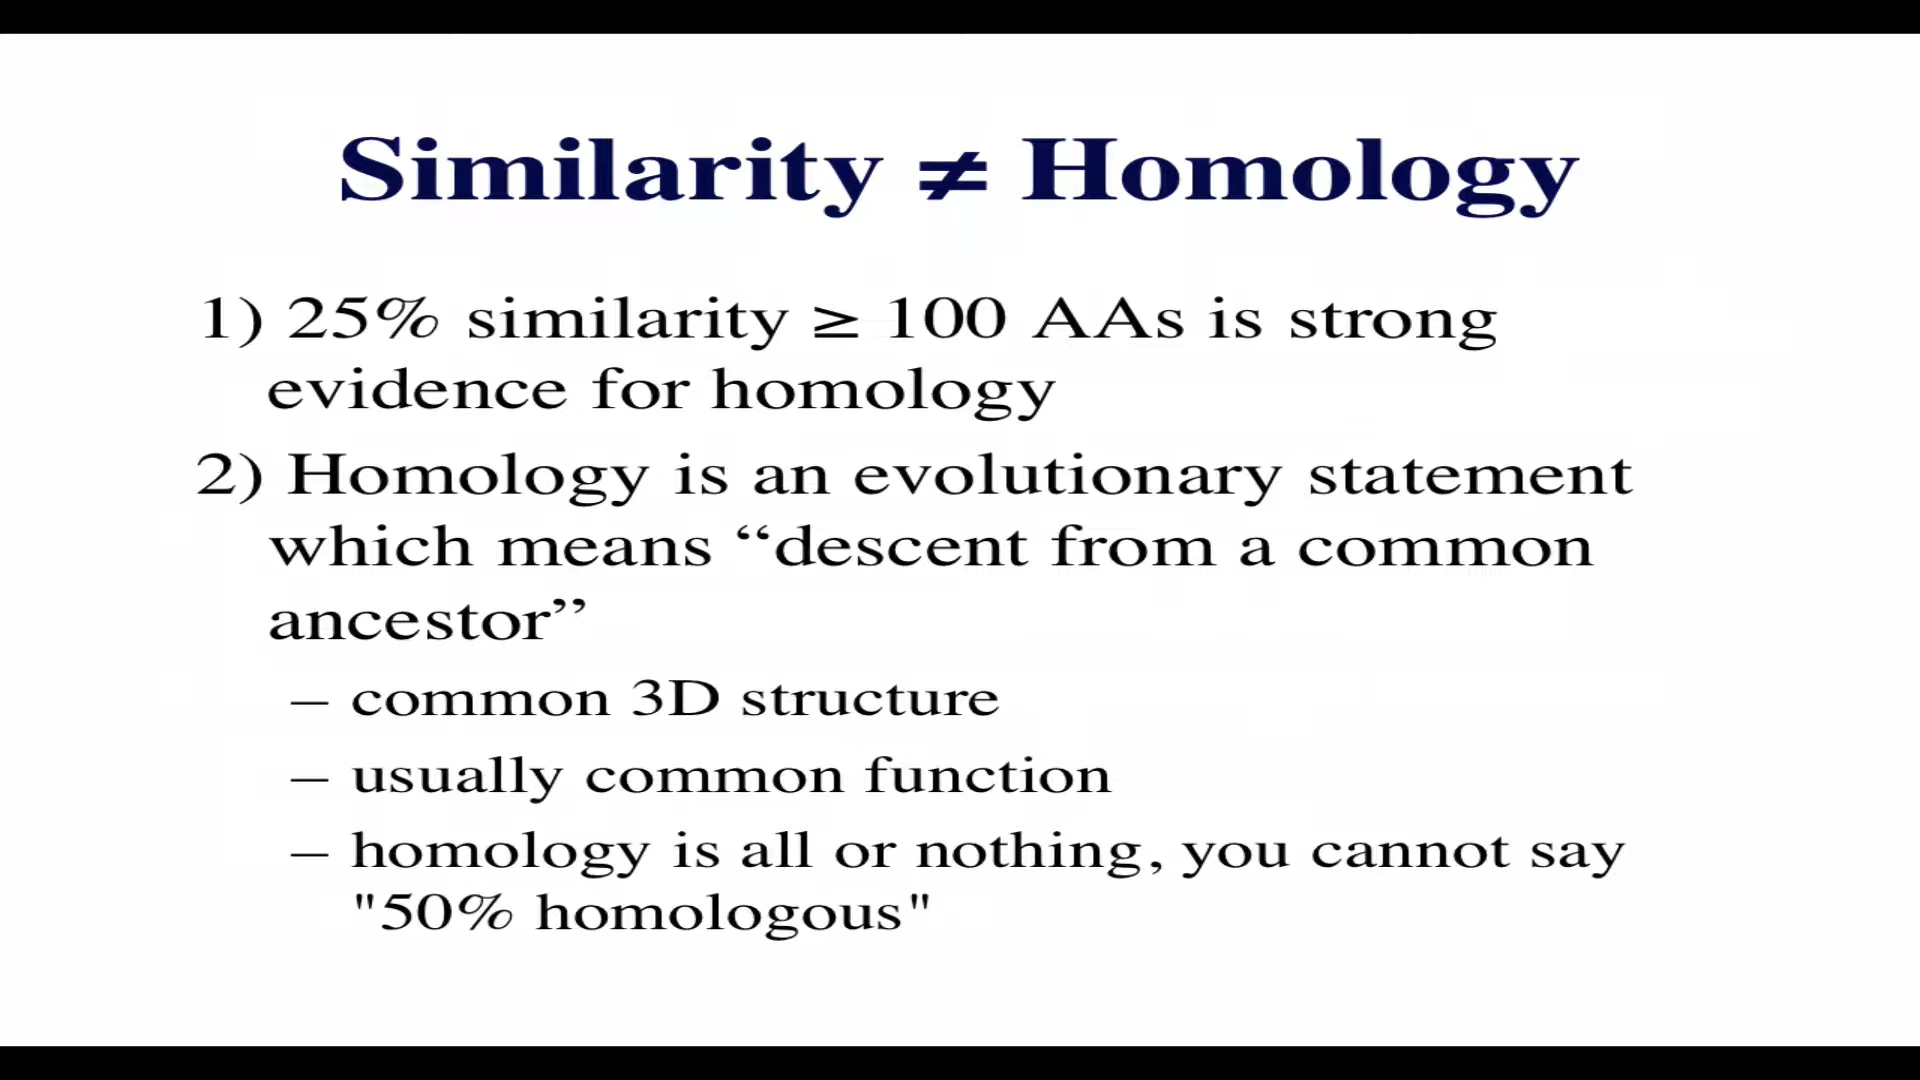 Similarity ≠ Homology
1) 25% similarity ≥ 100 AAs is strong
evidence for homology
2) Homology is an evolutionary statement
which means “descent from a common
ancestor”
– common 3D structure
– usually common function
– homology is all or nothing, you cannot say
"50% homologous"